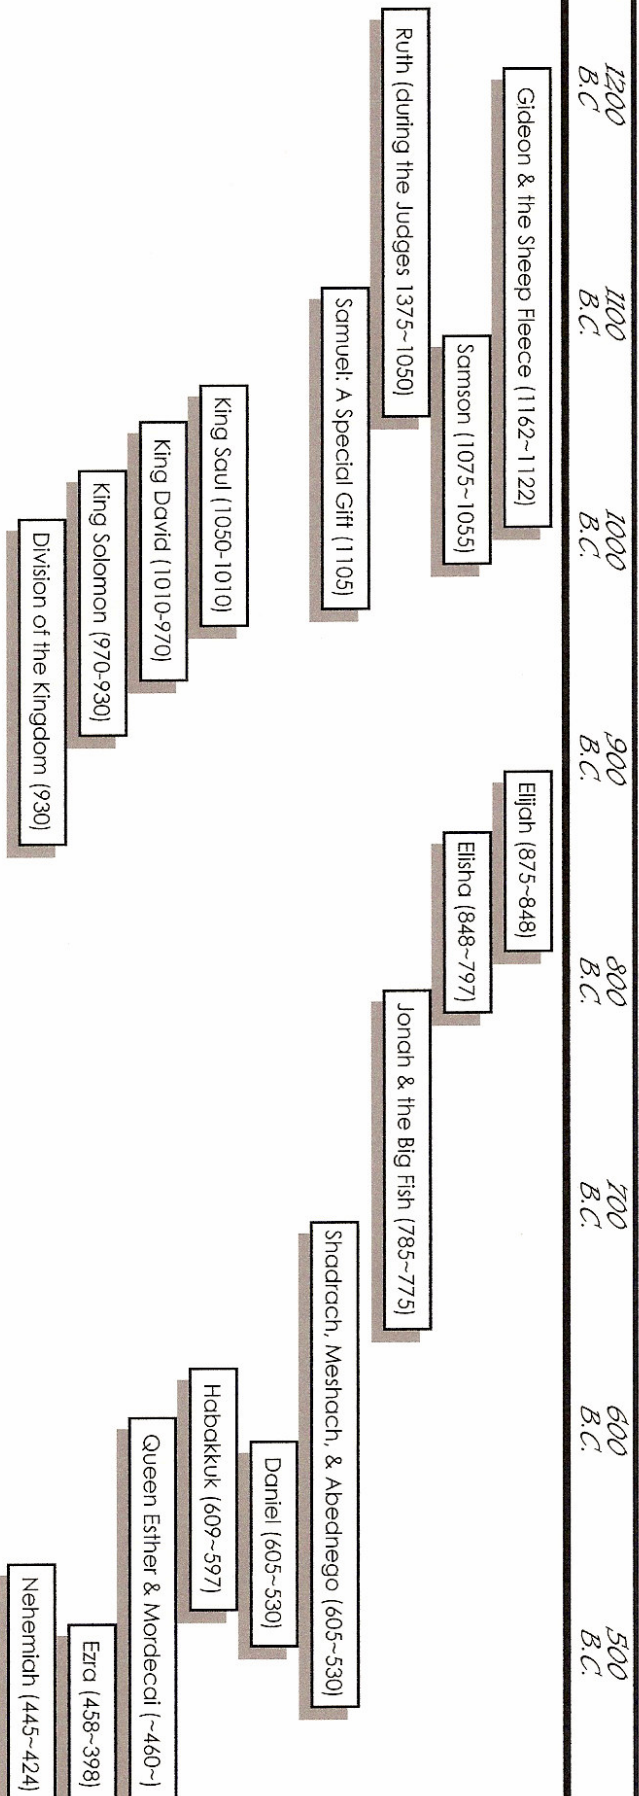 1200
B.C
1100
B.C.
1000
B.C.
900
B.C.
800
B.C.
700
B.C.
600
B.C.
500
B.C.
Gideon & the Sheep Fleece (1162~1122)
Samson (1075~1055)
Ruth (during the Judges 1375~1050)
Samuel: A Special Gift (1105)
King Saul (1050-1010)
King David (1010-970)
King Solomon (970-930)
Division of the Kingdom (930)
Elijah (875~848)
Elisha (848~797)
Jonah & the Big Fish (785~775)
Shadrach, Meshach, & Abednego (605~530)
Daniel (605~530)
Habakkuk (609~597)
Queen Esther & Mordecai (~460~)
Ezra (458~398)
Nehemiah (445~424)